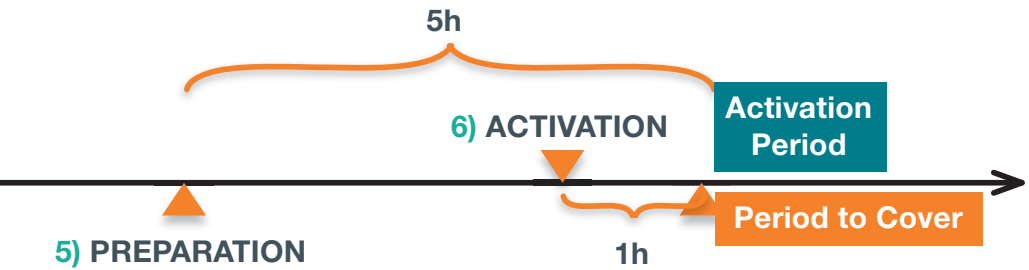 5h
6) ACTIVATION
Activation
Period
Period to Cover
5) PREPARATION
1h